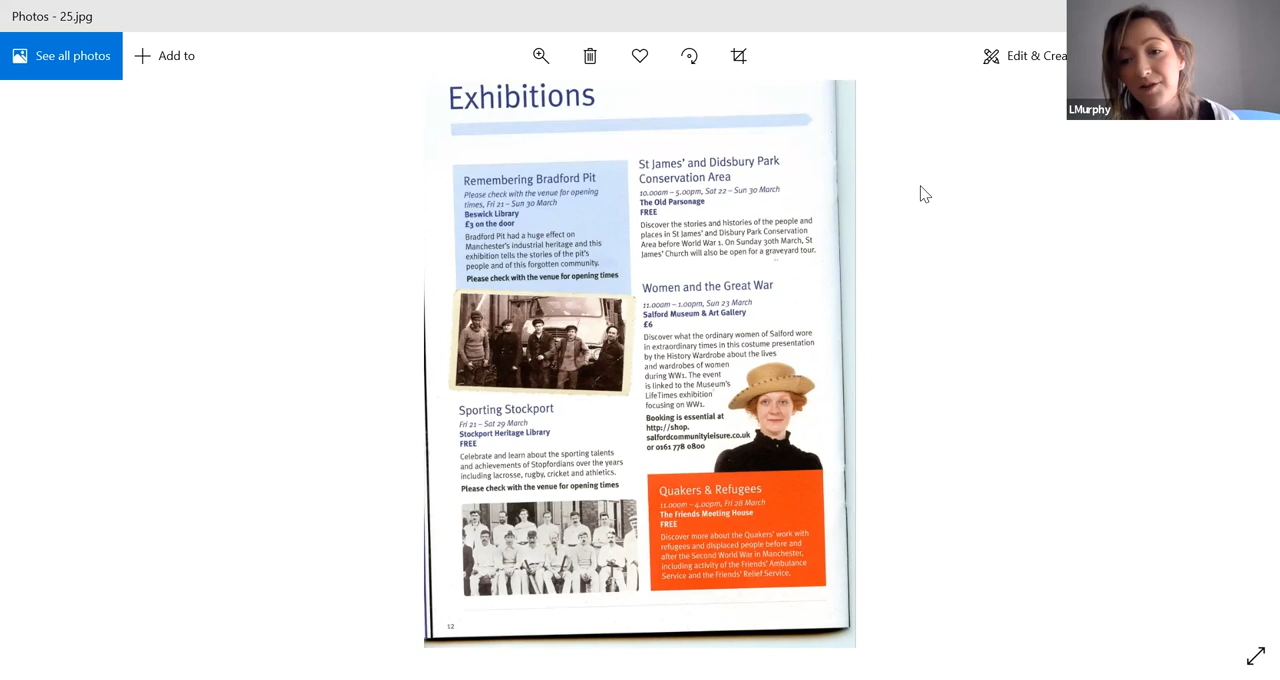 Photos - 25.jpg
See all photos
Add to
Edit & Crea
LMurphy
Exhibitions
Remembering Bradford Pit
Please check with the venue for opening
times, Fri 21 – Sun 30 March
Beswick Library
£3 on the door
Bradford Pit had a huge effect on
Manchester's industrial heritage and this
exhibition tells the stories of the pit's
people and of this forgotten community.
Please check with the venue for opening times
Sporting Stockport
Fri 21 – Sat 29 March
Stockport Heritage Library
FREE
Celebrate and learn about the sporting talents
and achievements of Stopfordians over the years
including lacrosse, rugby, cricket and athletics.
Please check with the venue for opening times
St James' and Didsbury Park
Conservation Area
10.00am – 5.00pm, Sat 22 – Sun 30 March
The Old Parsonage
FREE
Discover the stories and histories of the people and
places in St James' and Disbury Park Conservation
Area before World War 1. On Sunday 30th March, St
James' Church will also be open for a graveyard tour.
Women and the Great War
11.00am – 1.00pm, Sun 23 March
Salford Museum & Art Gallery
£6
Discover what the ordinary women of Salford wore
in extraordinary times in this costume presentation
by the History Wardrobe about the lives
and wardrobes of women
during WW1. The event
is linked to the Museum's
LifeTimes exhibition
focusing on WW1.
Booking is essential at
http://shop.
salfordcommunityleisure.co.uk
or 0161 778 0800
Quakers & Refugees
11.00am – 4.00pm, Fri 28 March
The Friends Meeting House
FREE
Discover more about the Quakers' work with
refugees and displaced people before and
after the Second World War in Manchester,
including activity of the Friends' Ambulance
Service and the Friends' Relief Service.
12